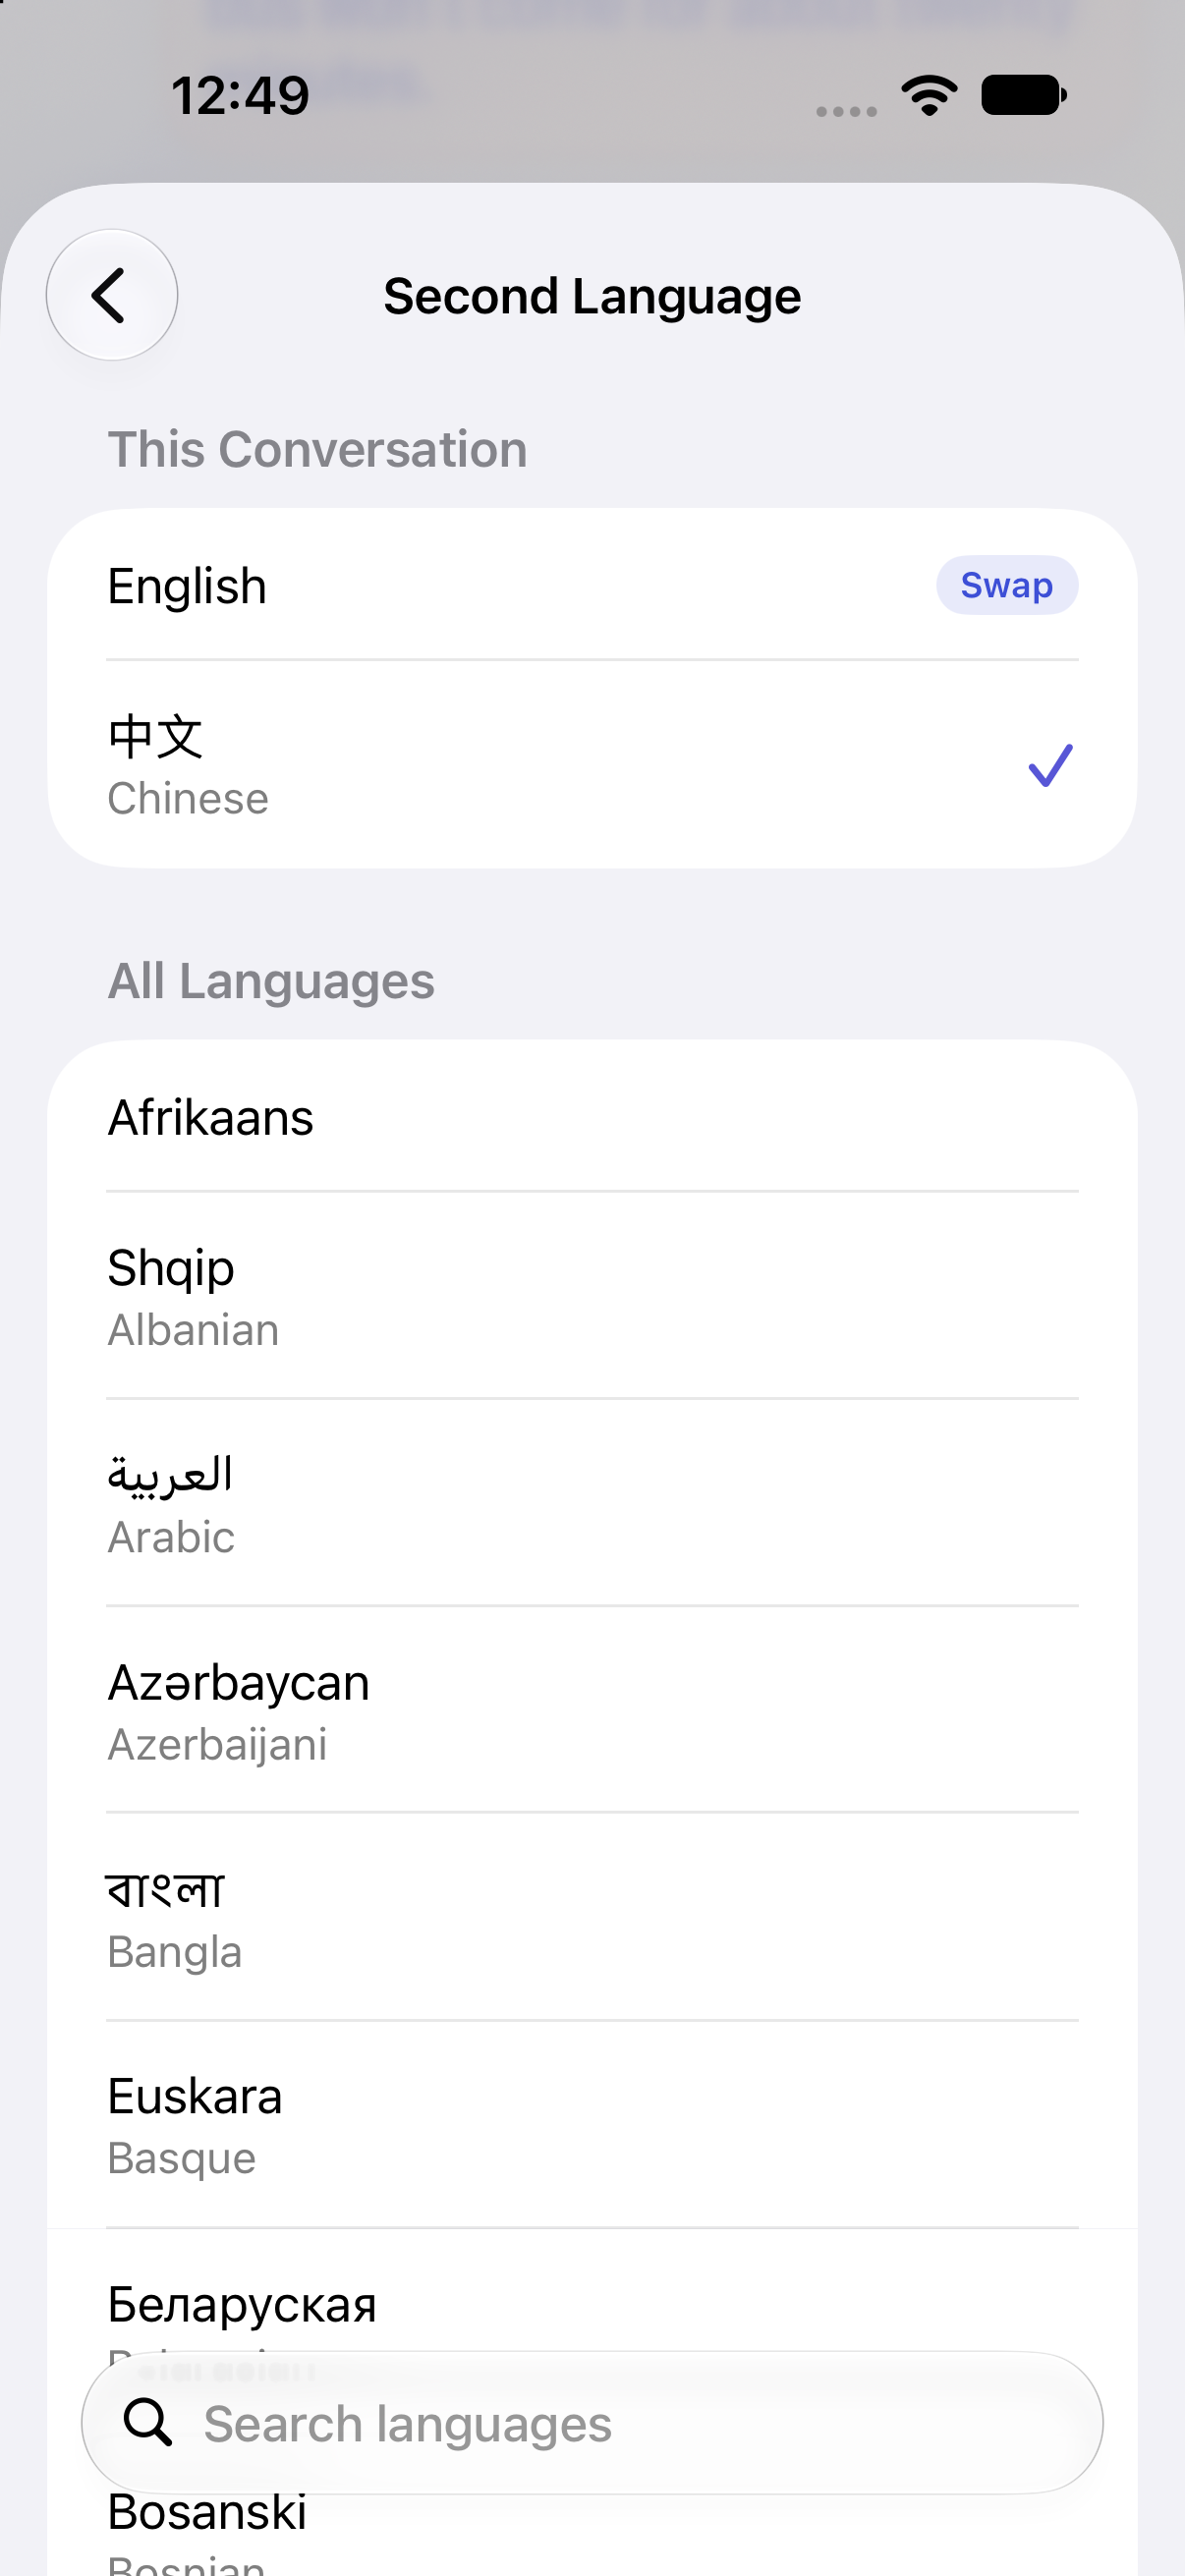 12:49
Second Language
This Conversation
English
Swap
中文
Chinese
All Languages
Afrikaans
Shqip
Albanian
العربية
Arabic
Azərbaycan
Azerbaijani
বাংলা
Bangla
Euskara
Basque
Беларуская
Search languages
Bosanski
Bosnian